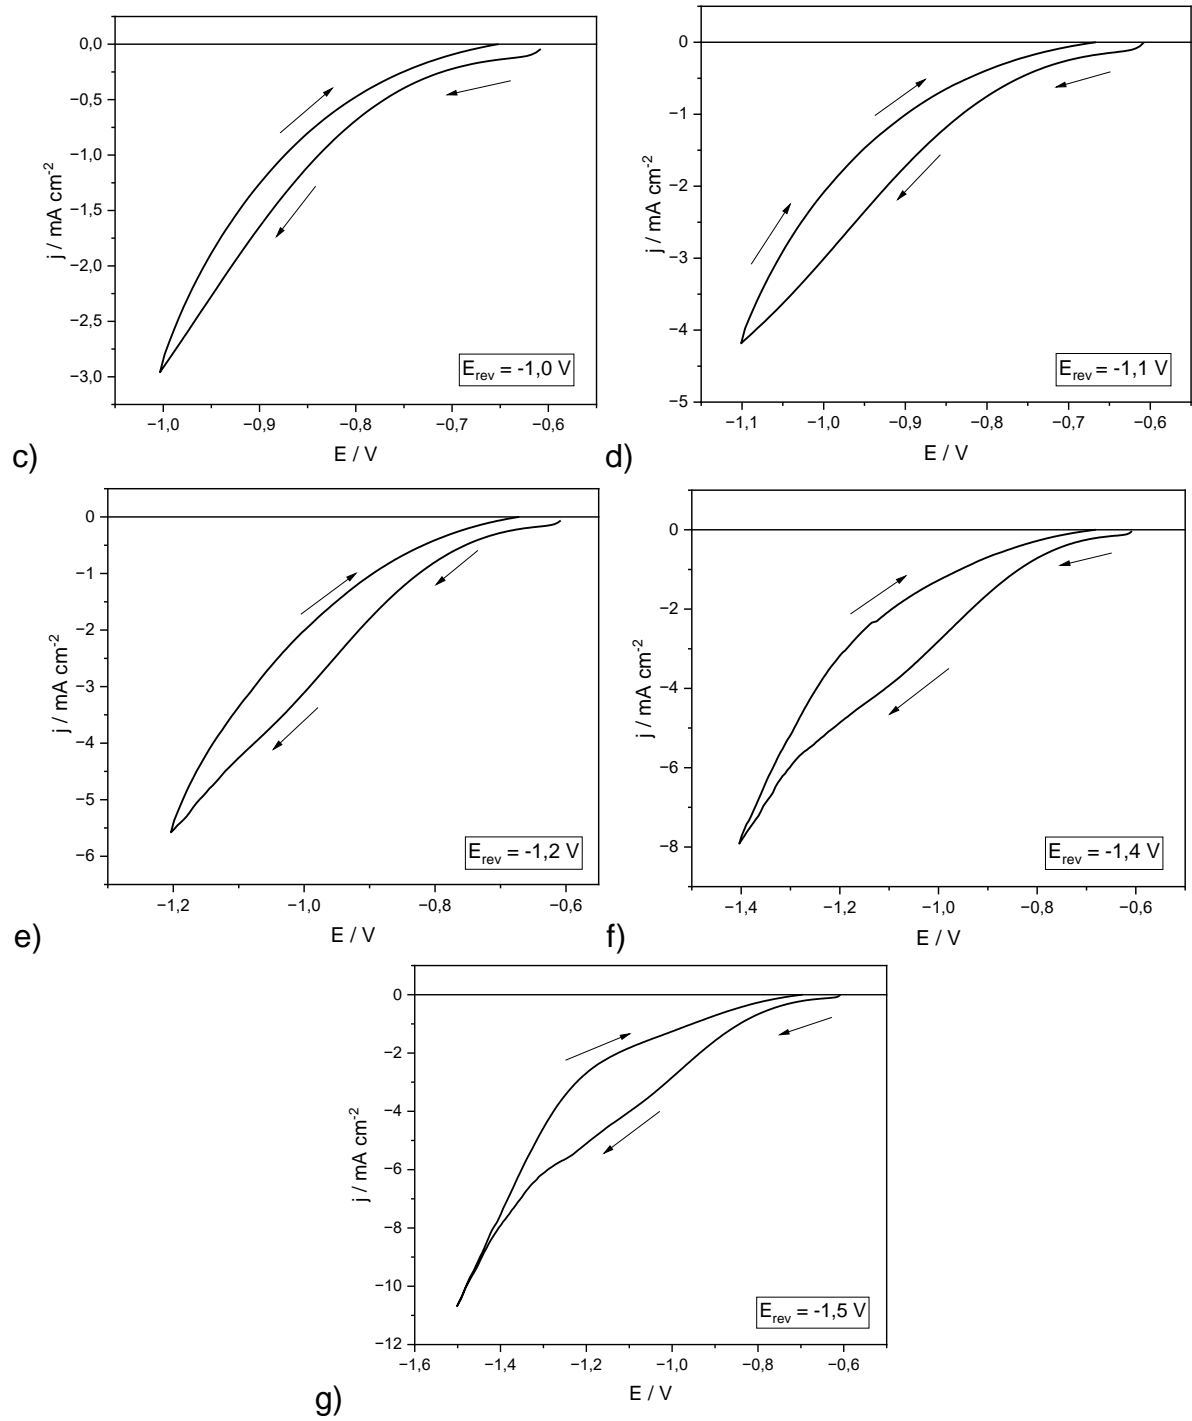 0,0
−0,5
−1,0
−1,5
−2,0
−2,5
−3,0
j / mA cm-2
−1,0 −0,9 −0,8 −0,7 −0,6
E / V
Erev = -1,0 V
c)
0
−1
−2
−3
−4
−5
j / mA cm-2
−1,1 −1,0 −0,9 −0,8 −0,7 −0,6
E / V
Erev = -1,1 V
d)
0
−1
−2
−3
−4
−5
−6
j / mA cm-2
−1,2 −1,0 −0,8 −0,6
E / V
Erev = -1,2 V
e)
0
−2
−4
−6
−8
j / mA cm-2
−1,4 −1,2 −1,0 −0,8 −0,6
E / V
Erev = -1,4 V
f)
0
−2
−4
−6
−8
−10
−12
j / mA cm-2
−1,6 −1,4 −1,2 −1,0 −0,8 −0,6
E / V
Erev = -1,5 V
g)